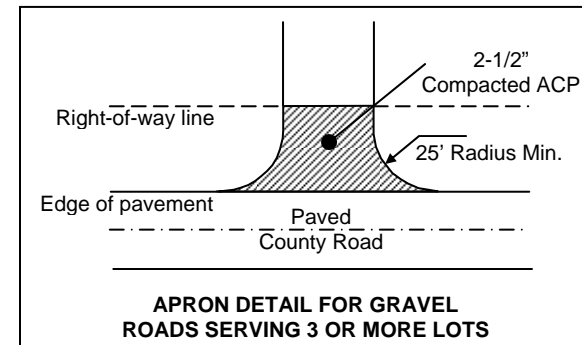 2-1/2”
Compacted ACP
Right-of-way line
25’ Radius Min.
Edge of pavement
Paved
County Road
APRON DETAIL FOR GRAVEL
ROADS SERVING 3 OR MORE LOTS